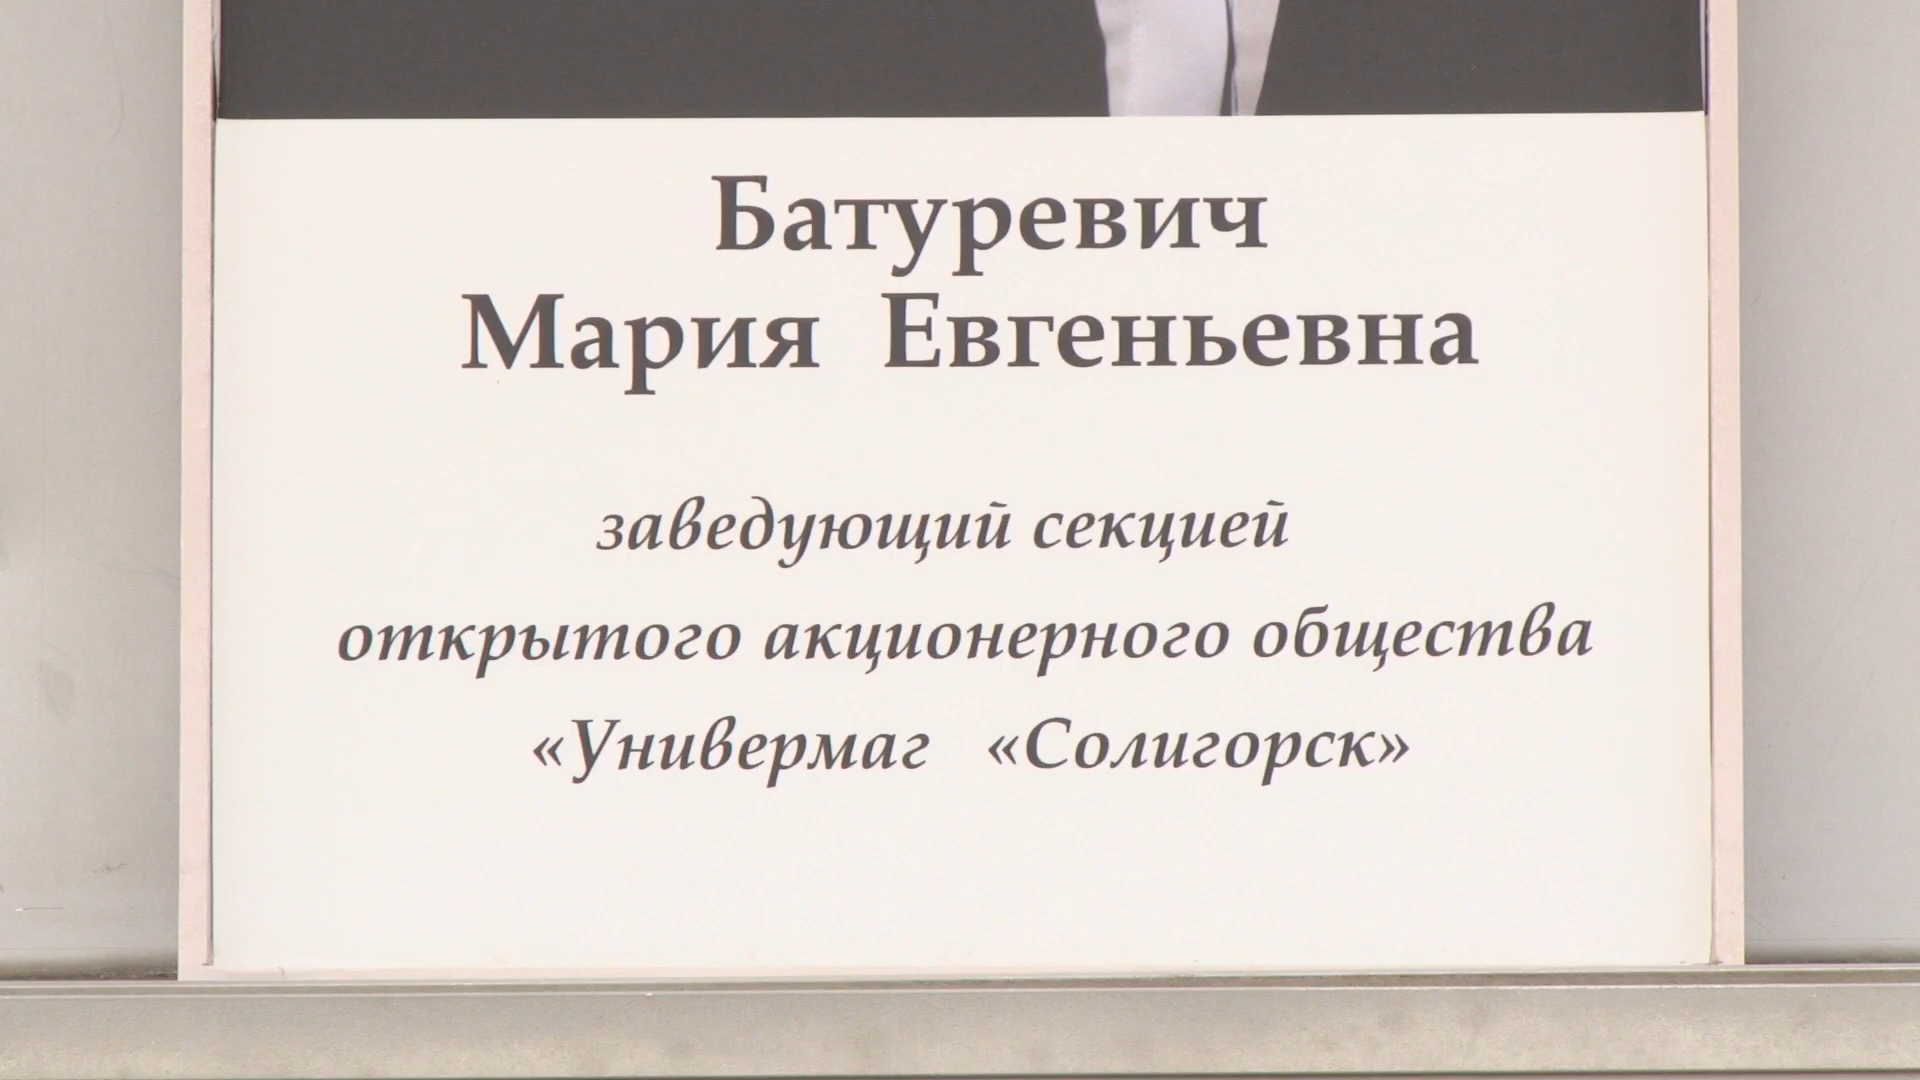 Батуревич
Мария Евгеньевна
заведующий секцией
открытого акционерного общества
«Универмаг «Солигорск»